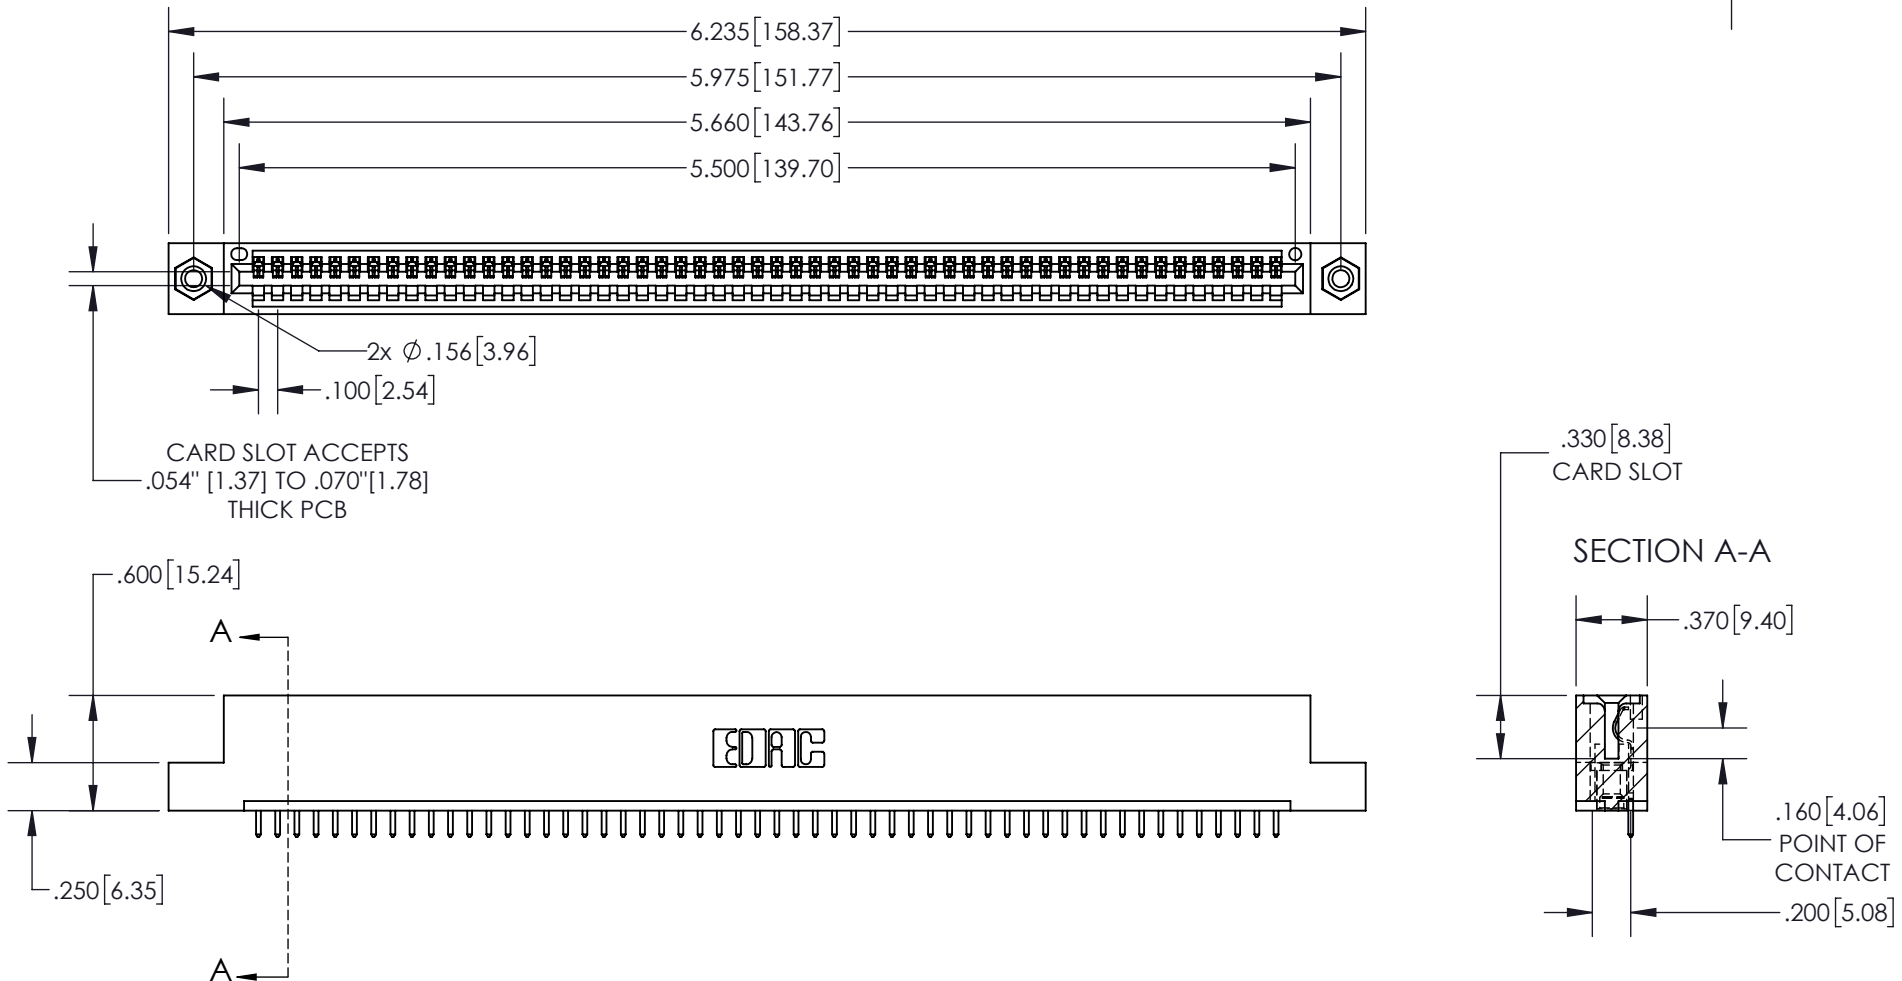 6.235[158.37]
5.975[151.77]
5.660[143.76]
5.500[139.70]
2x Ø.156[3.96]
.100[2.54]
CARD SLOT ACCEPTS
.054" [1.37] TO .070"[1.78]
THICK PCB
.330[8.38]
CARD SLOT
SECTION A-A
.600[15.24]
.370[9.40]
A
EDAC
.160[4.06]
POINT OF
CONTACT
.250[6.35]
.200[5.08]
A